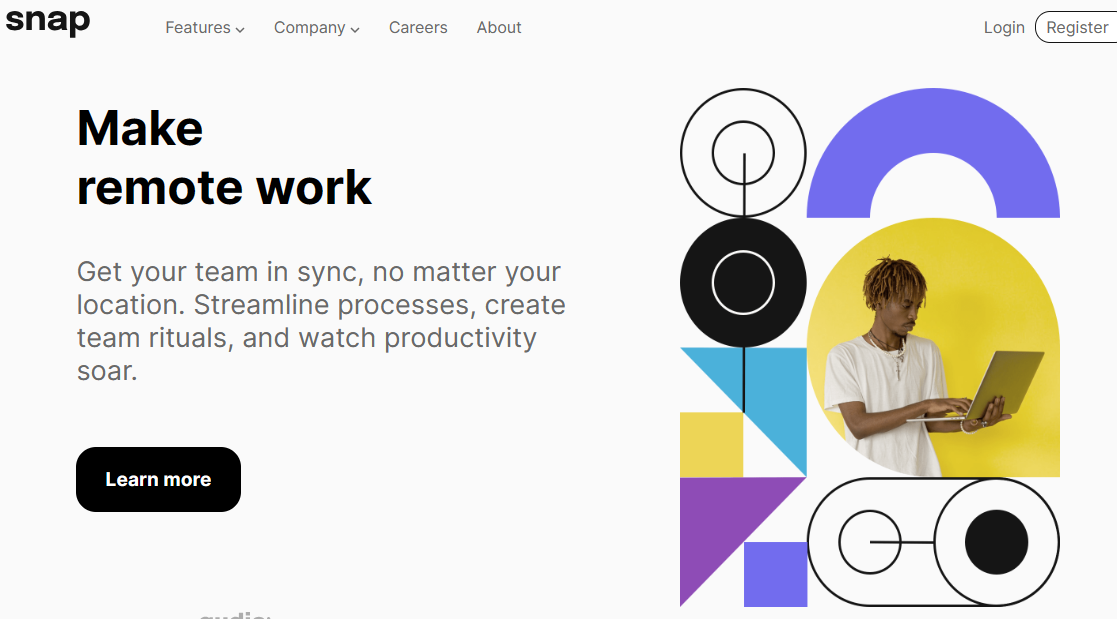 snap
Features
Company
Careers
About
Login
Register
Make
remote work
Get your team in sync, no matter your
location. Streamline processes, create
team rituals, and watch productivity
soar.
Learn more